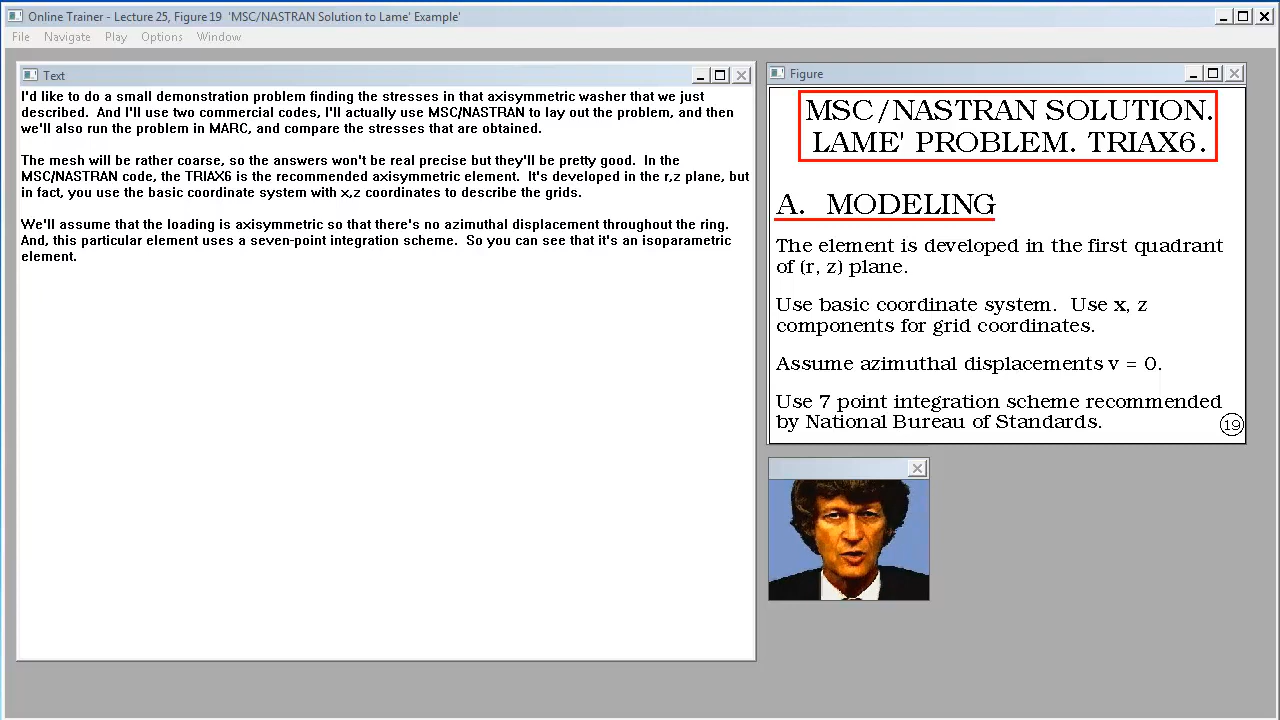 Online Trainer - Lecture 25, Figure 19  'MSC/NASTRAN Solution to Lame' Example'
File Navigate Play Options Window
Text
I'd like to do a small demonstration problem finding the stresses in that axisymmetric washer that we just
described.  And I'll use two commercial codes, I'll actually use MSC/NASTRAN to lay out the problem, and then
we'll also run the problem in MARC, and compare the stresses that are obtained.
The mesh will be rather coarse, so the answers won't be real precise but they'll be pretty good.  In the
MSC/NASTRAN code, the TRIAX6 is the recommended axisymmetric element.  It's developed in the r,z plane, but
in fact, you use the basic coordinate system with x,z coordinates to describe the grids.
We'll assume that the loading is axisymmetric so that there's no azimuthal displacement throughout the ring.
And, this particular element uses a seven-point integration scheme.  So you can see that it's an isoparametric
element.
Figure
MSC/NASTRAN SOLUTION.
LAME' PROBLEM. TRIAX6.
A.  MODELING
The element is developed in the first quadrant
of (r, z) plane.
Use basic coordinate system.  Use x, z
components for grid coordinates.
Assume azimuthal displacements v = 0.
Use 7 point integration scheme recommended
by National Bureau of Standards.
19